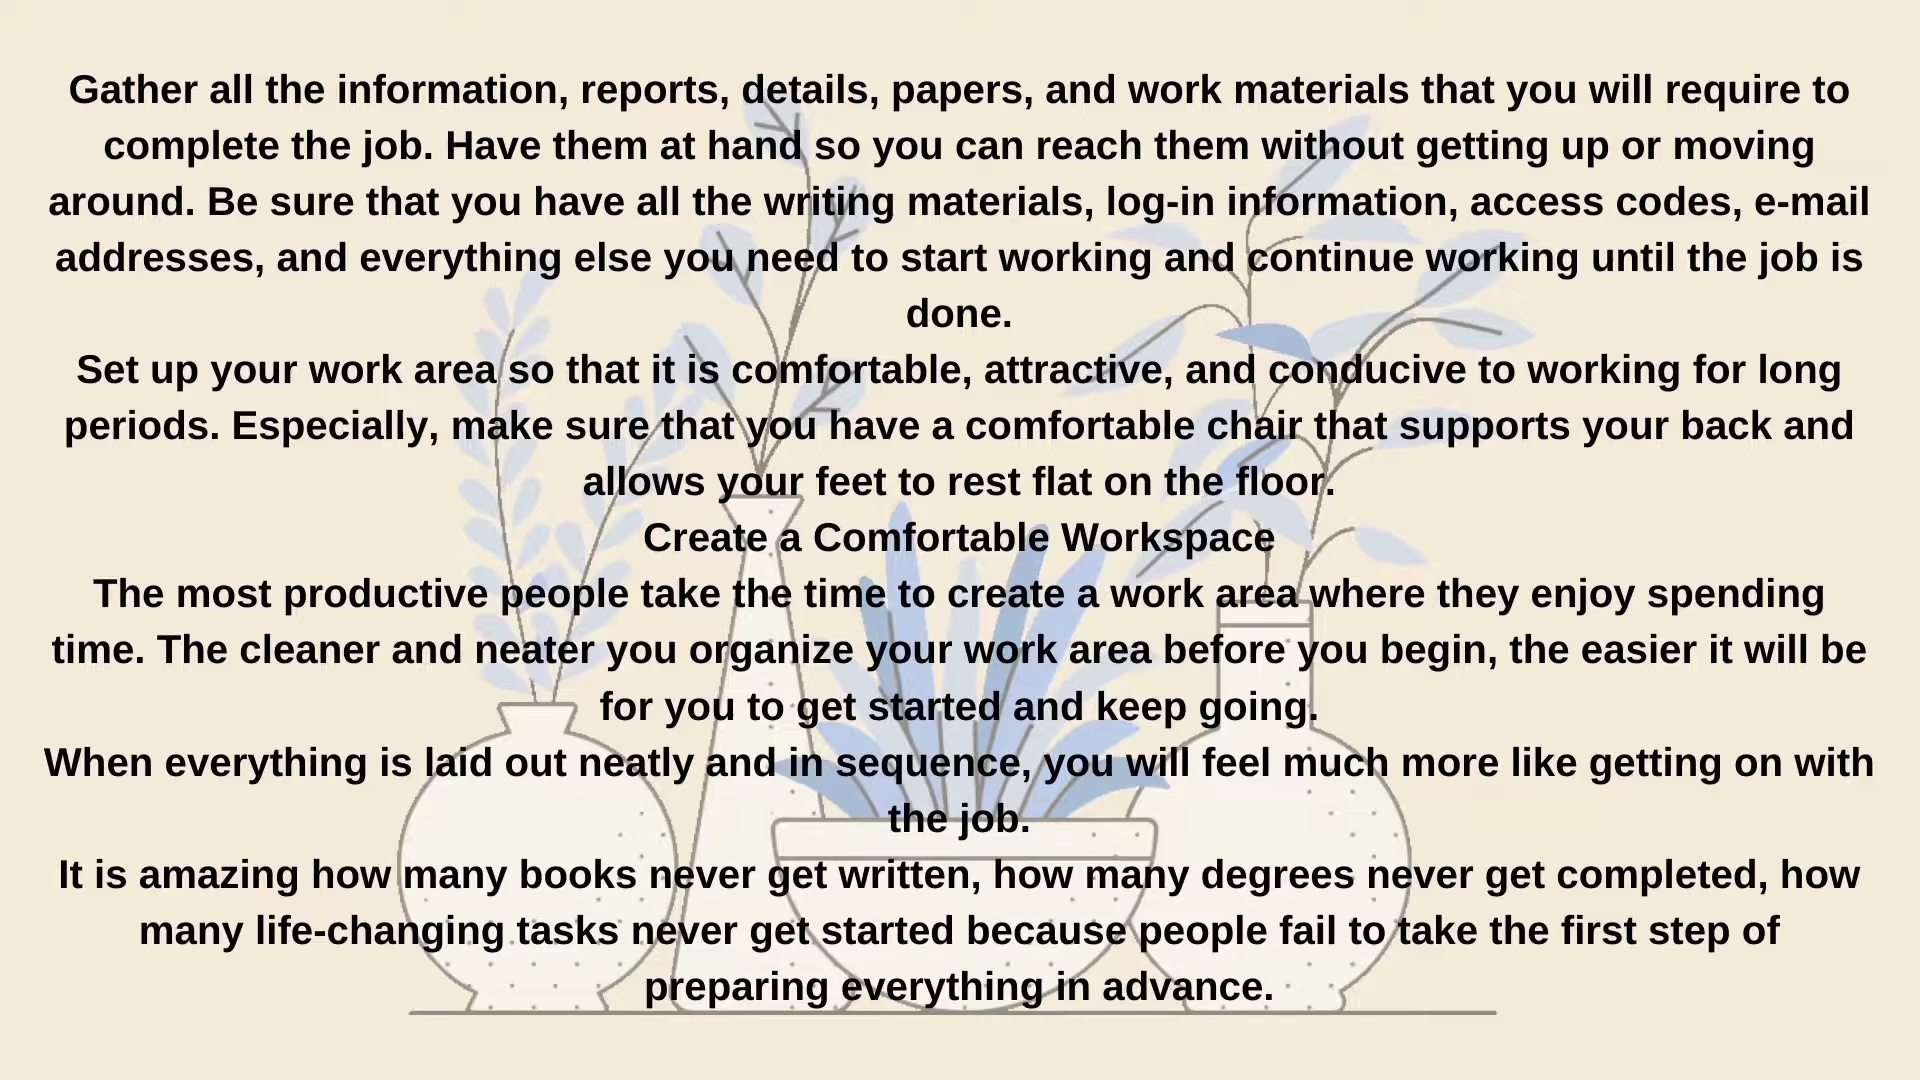 Gather all the information, reports, details, papers, and work materials that you will require to
complete the job. Have them at hand so you can reach them without getting up or moving
around. Be sure that you have all the writing materials, log-in information, access codes, e-mail
addresses, and everything else you need to start working and continue working until the job is
done.
Set up your work area so that it is comfortable, attractive, and conducive to working for long
periods. Especially, make sure that you have a comfortable chair that supports your back and
allows your feet to rest flat on the floor.
Create a Comfortable Workspace
The most productive people take the time to create a work area where they enjoy spending
time. The cleaner and neater you organize your work area before you begin, the easier it will be
for you to get started and keep going.
When everything is laid out neatly and in sequence, you will feel much more like getting on with
the job.
It is amazing how many books never get written, how many degrees never get completed, how
many life-changing tasks never get started because people fail to take the first step of
preparing everything in advance.